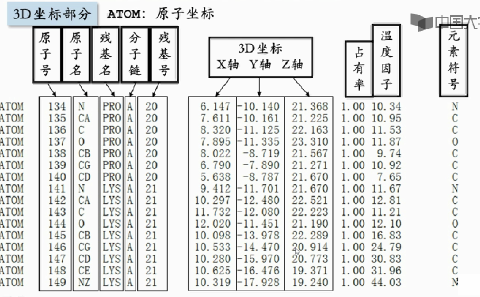 3D坐标部分 ATOM: 原子坐标
中国大
原子号 原子名 残基名 分子链 残基号 3D坐标 X轴 Y轴 Z轴 占有率 温度因子 元素符号
ATOM 134 N PRO A 20 6.147 -10.140 21.368 1.00 10.34 N
ATOM 135 CA PRO A 20 7.611 -10.161 21.225 1.00 10.95 C
ATOM 136 C PRO A 20 8.320 -11.125 22.163 1.00 11.53 C
ATOM 137 O PRO A 20 7.895 -11.335 23.310 1.00 11.87 O
ATOM 138 CB PRO A 20 8.022 -8.719 21.567 1.00 9.74 C
ATOM 139 CG PRO A 20 6.790 -7.890 21.271 1.00 10.92 C
ATOM 140 CD PRO A 20 5.638 -8.787 21.670 1.00 7.65 C
ATOM 141 N LYS A 21 9.412 -11.701 21.670 1.00 11.67 N
ATOM 142 CA LYS A 21 10.297 -12.480 22.521 1.00 12.81 C
ATOM 143 C LYS A 21 11.732 -12.080 22.223 1.00 11.21 C
ATOM 144 O LYS A 21 12.020 -11.451 21.190 1.00 12.10 O
ATOM 145 CB LYS A 21 10.098 -13.978 22.289 1.00 16.83 C
ATOM 146 CG LYS A 21 10.533 -14.470 20.914 1.00 24.79 C
ATOM 147 CD LYS A 21 10.280 -15.970 20.773 1.00 30.83 C
ATOM 148 CE LYS A 21 10.625 -16.476 19.371 1.00 31.96 C
ATOM 149 NZ LYS A 21 10.319 -17.928 19.240 1.00 44.03 N